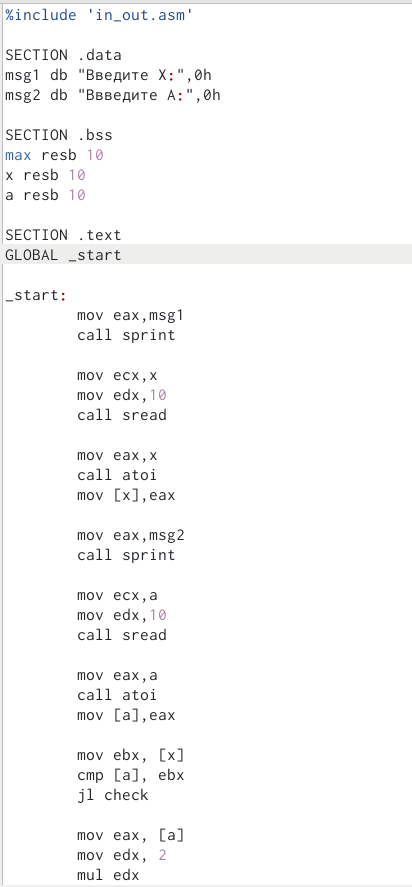 %include 'in_out.asm'
SECTION .data
msg1 db "Введите X:",0h
msg2 db "Ввведите A:",0h
SECTION .bss
max resb 10
x resb 10
a resb 10
SECTION .text
GLOBAL _start
_start:
mov eax,msg1
call sprint
mov ecx,x
mov edx,10
call sread
mov eax,x
call atoi
mov [x],eax
mov eax,msg2
call sprint
mov ecx,a
mov edx,10
call sread
mov eax,a
call atoi
mov [a],eax
mov ebx, [x]
cmp [a], ebx
jl check
mov eax, [a]
mov edx, 2
mul edx